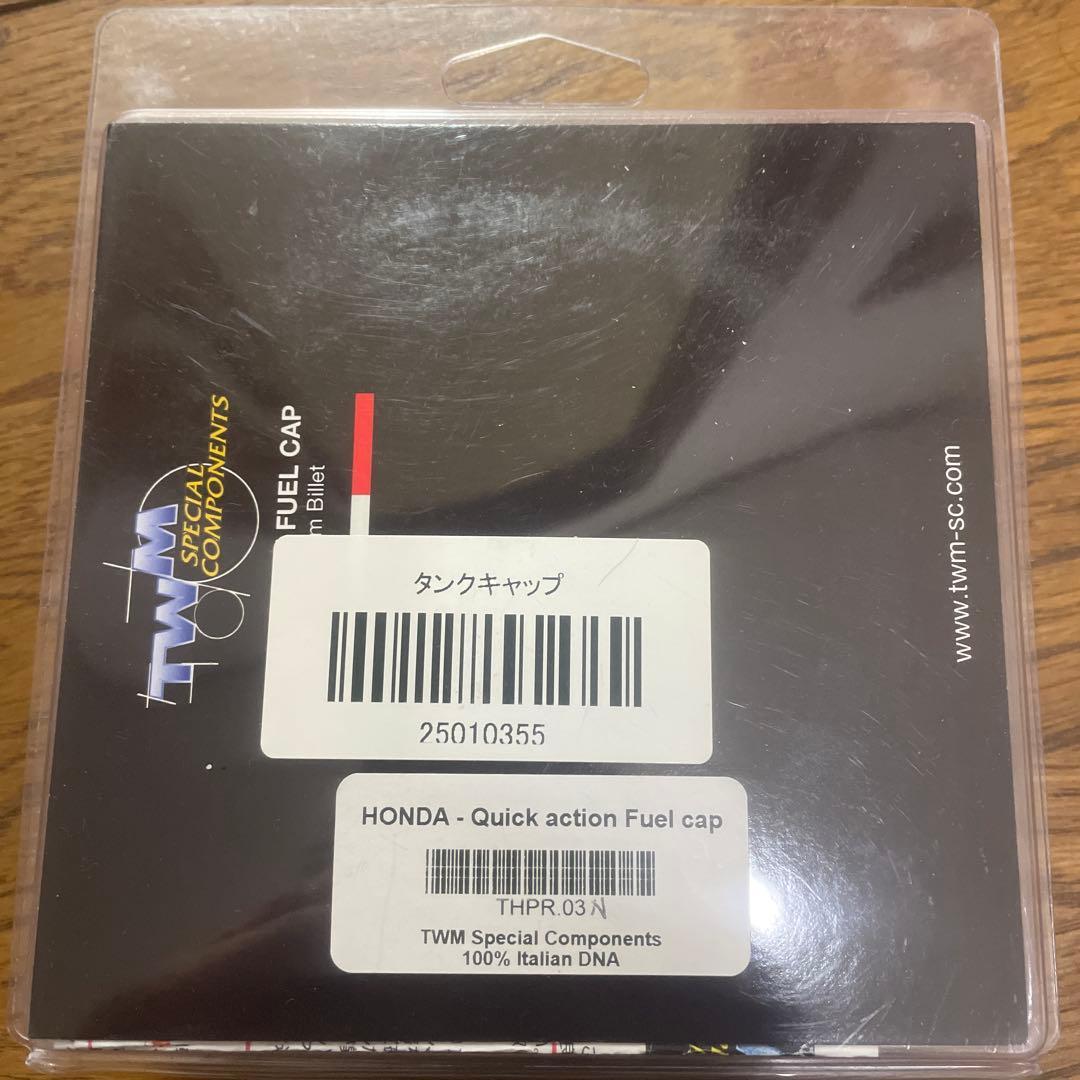 TWM
SPECIAL
COMPONENTS
FUEL CAP
Billet
www.twm-sc.com
タンクキャップ
25010355
HONDA - Quick action Fuel cap
THPR.03 N
TWM Special Components
100% Italian DNA